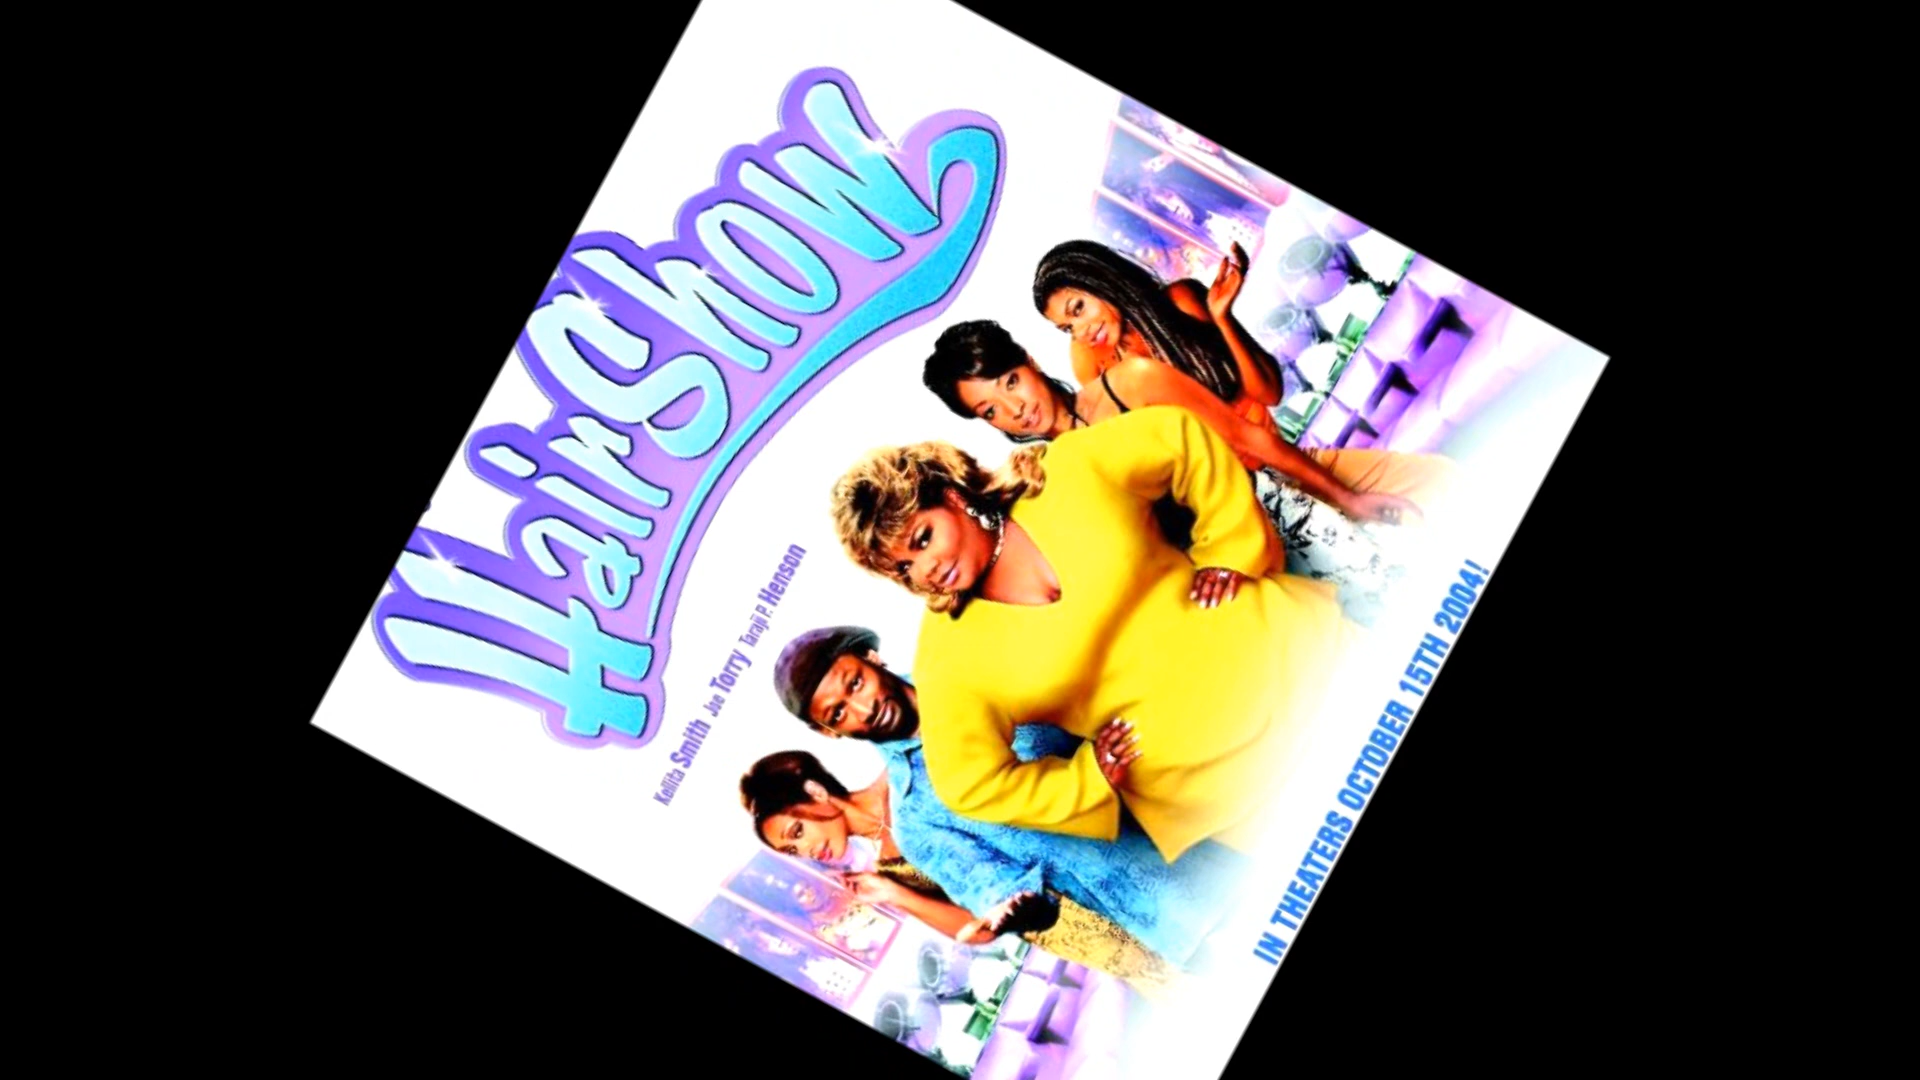 HairShow
Kellita Smith Joe Torry Taraji P. Henson
IN THEATERS OCTOBER 15TH 2004!